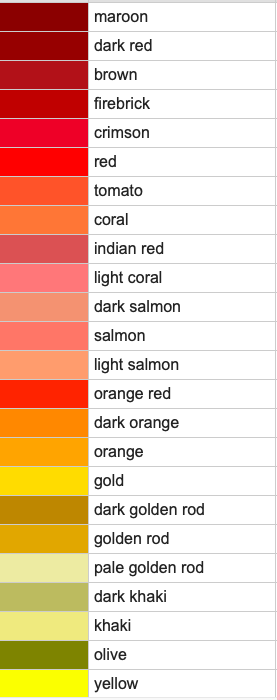 maroon
dark red
brown
firebrick
crimson
red
tomato
coral
indian red
light coral
dark salmon
salmon
light salmon
orange red
dark orange
orange
gold
dark golden rod
golden rod
pale golden rod
dark khaki
khaki
olive
yellow